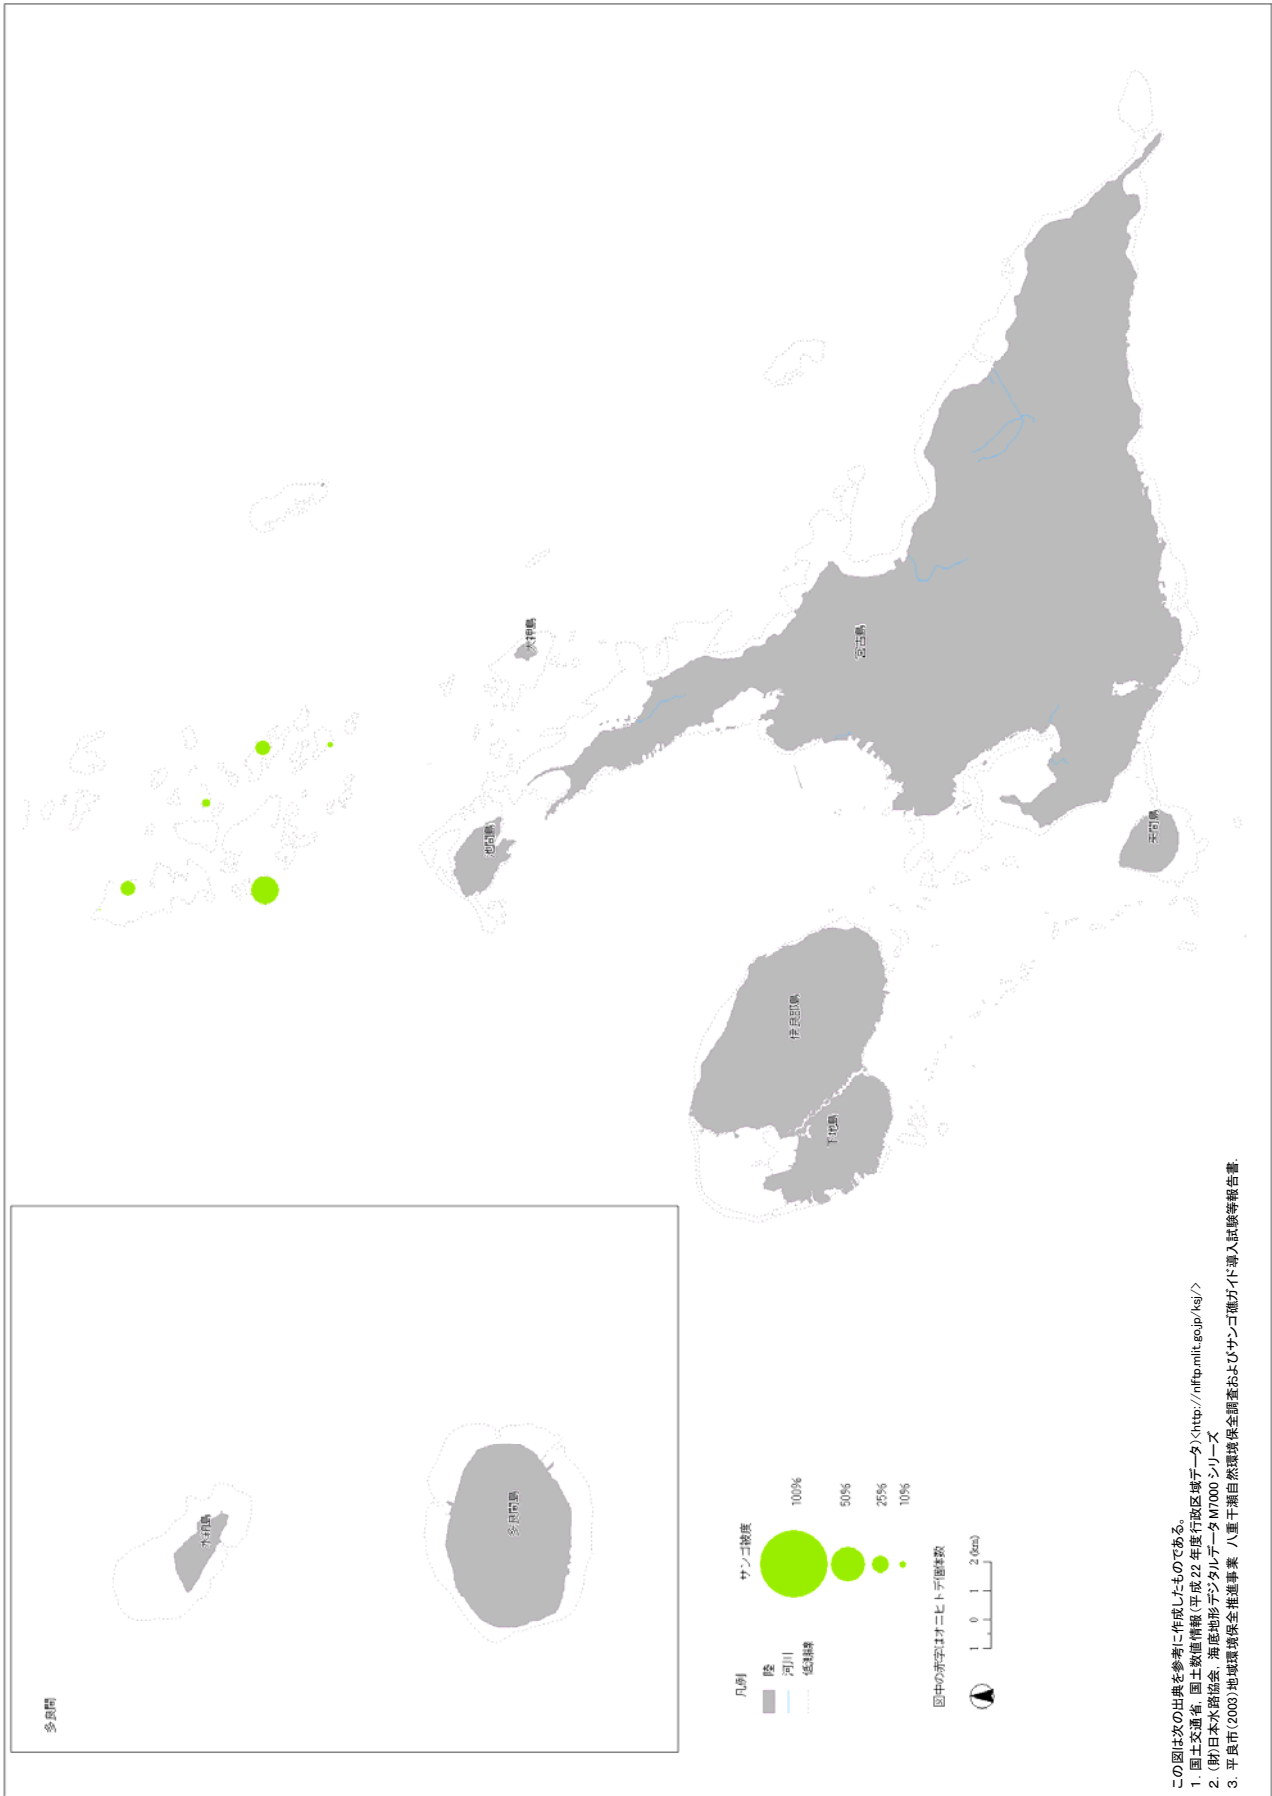 多良間
水納島
多良間島
池間島
大神島
宮古島
伊良部島
下地島
来間島
凡例
陸
河川
低潮線
サンゴ被度
100%
50%
25%
10%
図中の赤字はオニヒトデ個体数
1 0 1 2 (km)
この図は次の出典を参考に作成したものである。
1. 国土交通省, 国土数値情報(平成 22 年度行政区域データ)<http://nlftp.mlit.go.jp/ksj/>
2. (財)日本水路協会, 海底地形デジタルデータ M7000 シリーズ
3. 平良市(2003)地域環境保全推進事業 八重干瀬自然環境保全調査およびサンゴ礁ガイド導入試験等報告書.